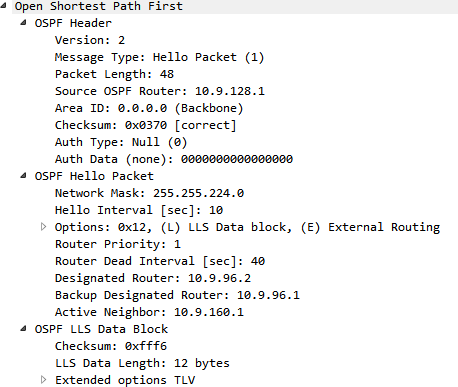 Open Shortest Path First
OSPF Header
Version: 2
Message Type: Hello Packet (1)
Packet Length: 48
Source OSPF Router: 10.9.128.1
Area ID: 0.0.0.0 (Backbone)
Checksum: 0x0370 [correct]
Auth Type: Null (0)
Auth Data (none): 0000000000000000
OSPF Hello Packet
Network Mask: 255.255.224.0
Hello Interval [sec]: 10
Options: 0x12, (L) LLS Data block, (E) External Routing
Router Priority: 1
Router Dead Interval [sec]: 40
Designated Router: 10.9.96.2
Backup Designated Router: 10.9.96.1
Active Neighbor: 10.9.160.1
OSPF LLS Data Block
Checksum: 0xfff6
LLS Data Length: 12 bytes
Extended options TLV